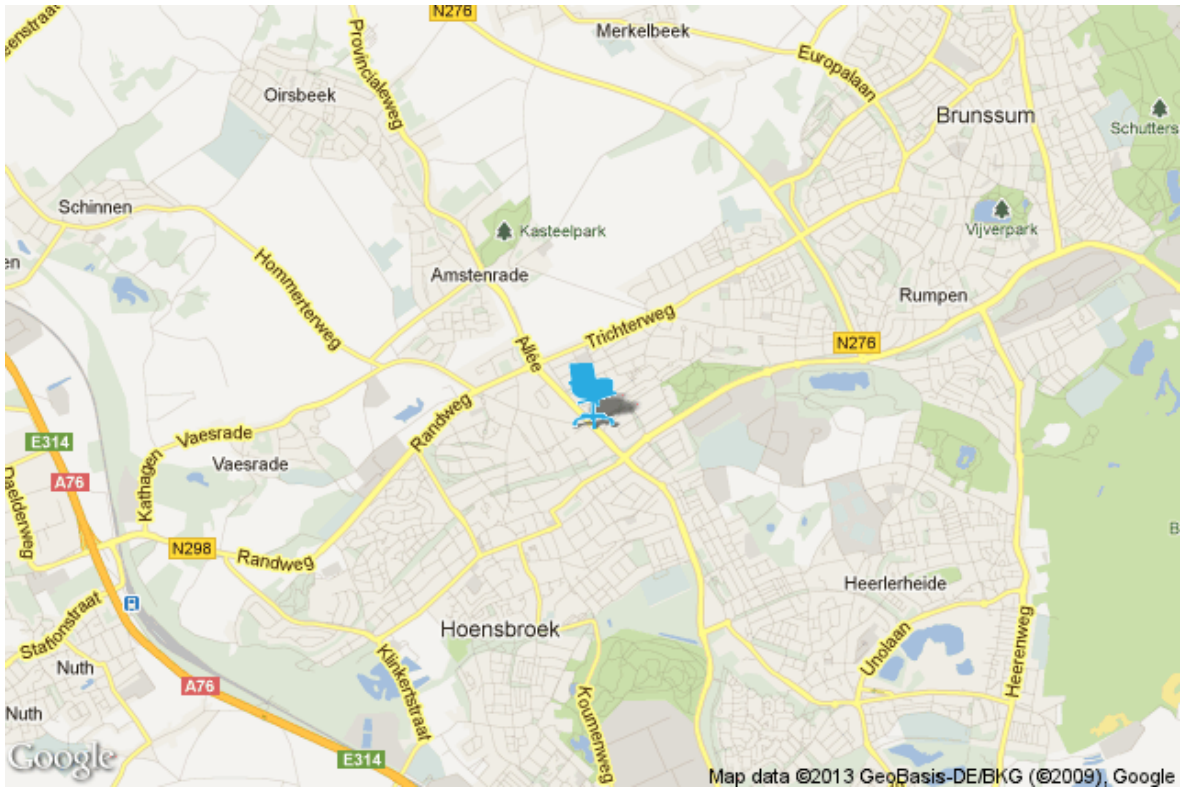 N276
Merkelbeek
eenstraat
Provincialeweg
Europalaan
Oirsbeek
Brunssum
Schutters
Schinnen
Kasteelpark
Vijverpark
en
Hommerterweg
Amstenrade
Rumpen
Trichterweg
Allée
N276
Randweg
E314
Vaesrade
Vaesrade
A76
Kathagen
Daelderweg
N298
Randweg
B
Heerlerheide
Stationstraat
Hoensbroek
Unolaan
Heerenweg
Nuth
Klinkertstraat
A76
Koumenweg
Nuth
Google
E314
Map data ©2013 GeoBasis-DE/BKG (©2009), Google